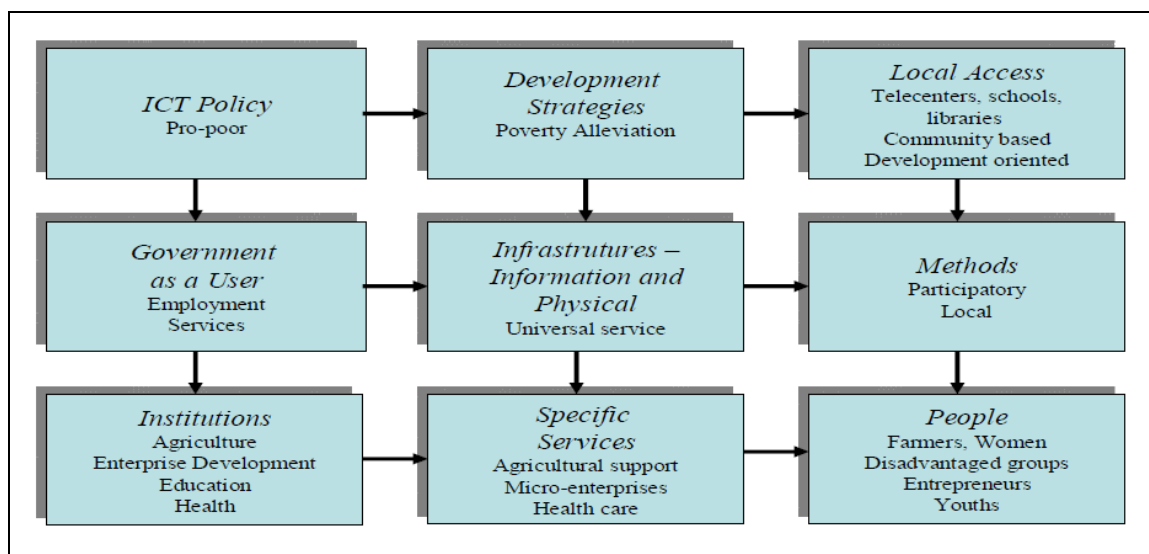 ICT Policy
Pro-poor
Development
Strategies
Poverty Alleviation
Local Access
Telecenters, schools,
libraries
Community based
Development oriented
Government
as a User
Employment
Services
Infrastrutures –
Information and
Physical
Universal service
Methods
Participatory
Local
Institutions
Agriculture
Enterprise Development
Education
Health
Specific
Services
Agricultural support
Micro-enterprises
Health care
People
Farmers, Women
Disadvantaged groups
Entrepreneurs
Youths